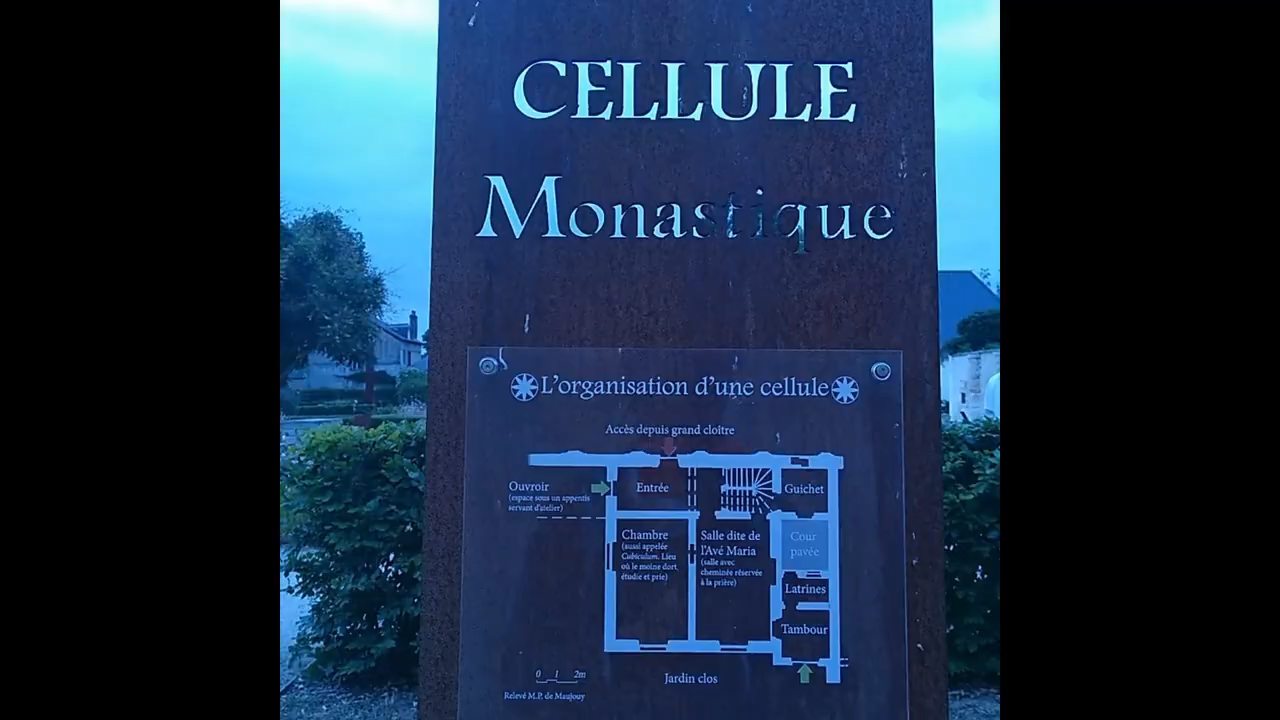 CELLULE
Monastique
L'organisation d'une cellule
Accès depuis grand cloître
Ouvroir
(espace sous un appentis
servant d'atelier)
Entrée
Guichet
Chambre
(aussi appelée
Cubiculum. Lieu
où le moine dort,
étudie et prie)
Salle dite de
l'Avé Maria
(salle avec
cheminée réservée
à la prière)
Cour
pavée
Latrines
Tambour
0 1 2m
Jardin clos
Relevé M.P. de Maujouy